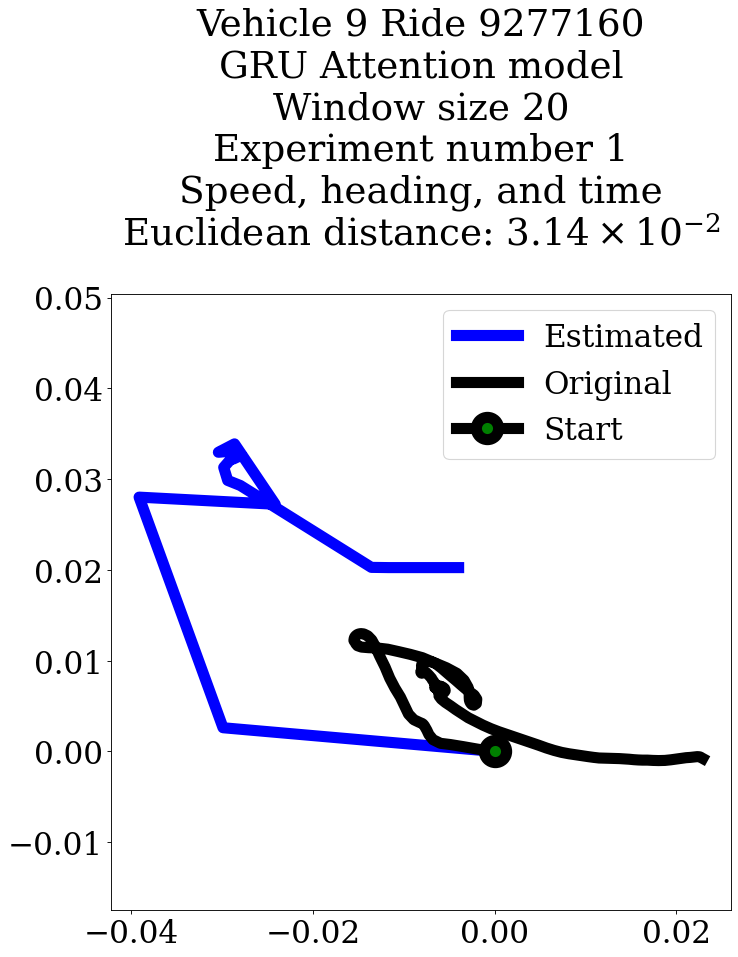 Vehicle 9 Ride 9277160
GRU Attention model
Window size 20
Experiment number 1
Speed, heading, and time
Euclidean distance: 3.14 × 10⁻²
0.05
0.04
0.03
0.02
0.01
0.00
−0.01
−0.04
−0.02
0.00
0.02
Estimated
Original
Start